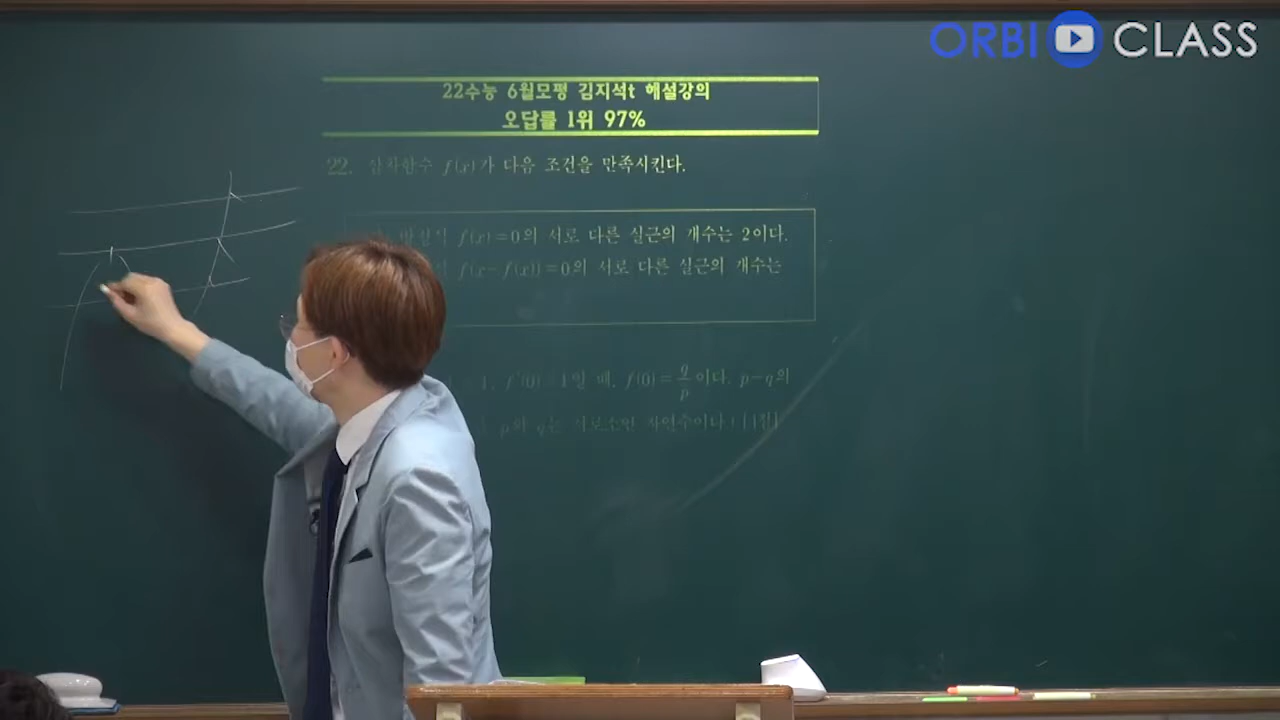 ORBI CLASS
22수능 6월모평 김지석t 해설강의
오답률 1위 97%
22. 삼차함수 f(x)가 다음 조건을 만족시킨다.
f(x)=0의 서로 다른 실근의 개수는 2이다.
f(x-f(x))=0의 서로 다른 실근의 개수는
1일 때, f(0)=q/p이다. p-q의
p와 q는 서로소인 자연수이다.